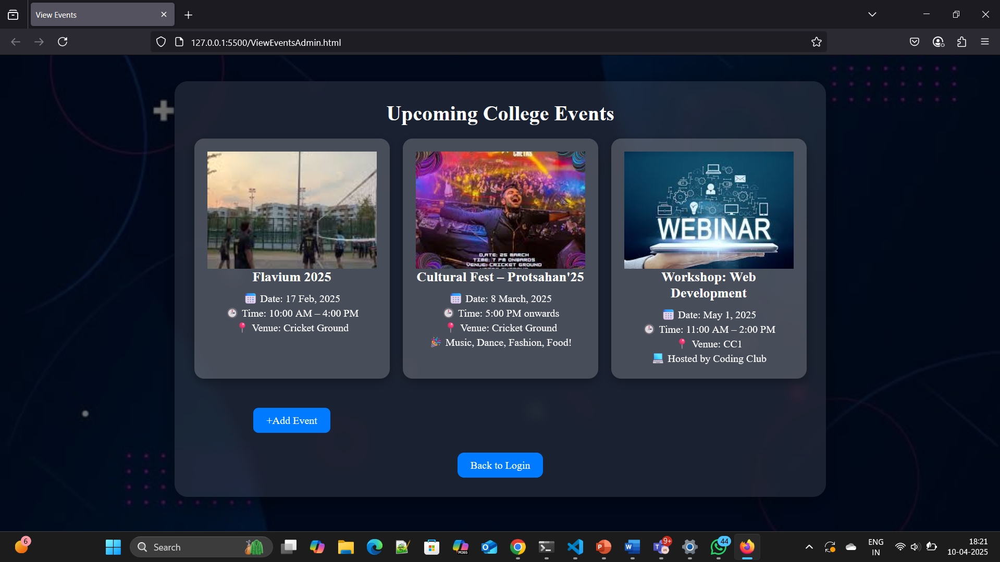 View Events
127.0.0.1:5500/ViewEventsAdmin.html
Upcoming College Events
CHETAS
DATE: 25 MARCH
TIME: 7 PM ONWARDS
VENUE: CRICKET GROUND
WEBINAR
Flavium 2025
Date: 17 Feb, 2025
Time: 10:00 AM – 4:00 PM
Venue: Cricket Ground
Cultural Fest – Protsahan'25
Date: 8 March, 2025
Time: 5:00 PM onwards
Venue: Cricket Ground
Music, Dance, Fashion, Food!
Workshop: Web
Development
Date: May 1, 2025
Time: 11:00 AM – 2:00 PM
Venue: CC1
Hosted by Coding Club
+Add Event
Back to Login
6
Search
M365
9+
VK
44
ENG
IN
18:21
10-04-2025